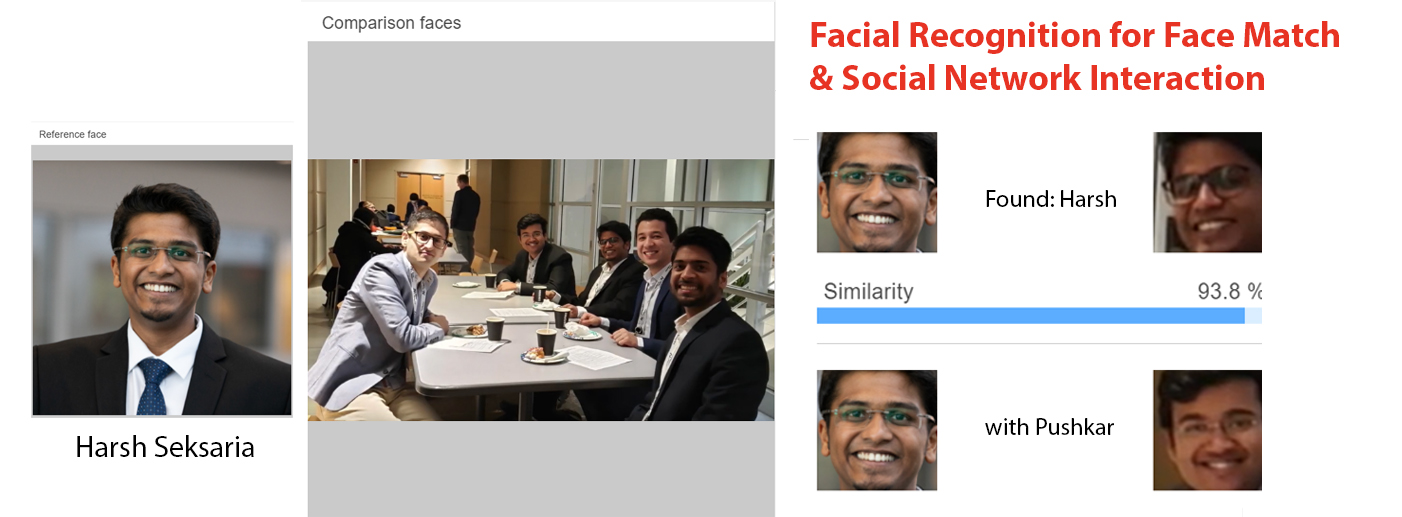 Comparison faces
Facial Recognition for Face Match
& Social Network Interaction
Reference face
Found: Harsh
Similarity 93.8 %
with Pushkar
Harsh Seksaria